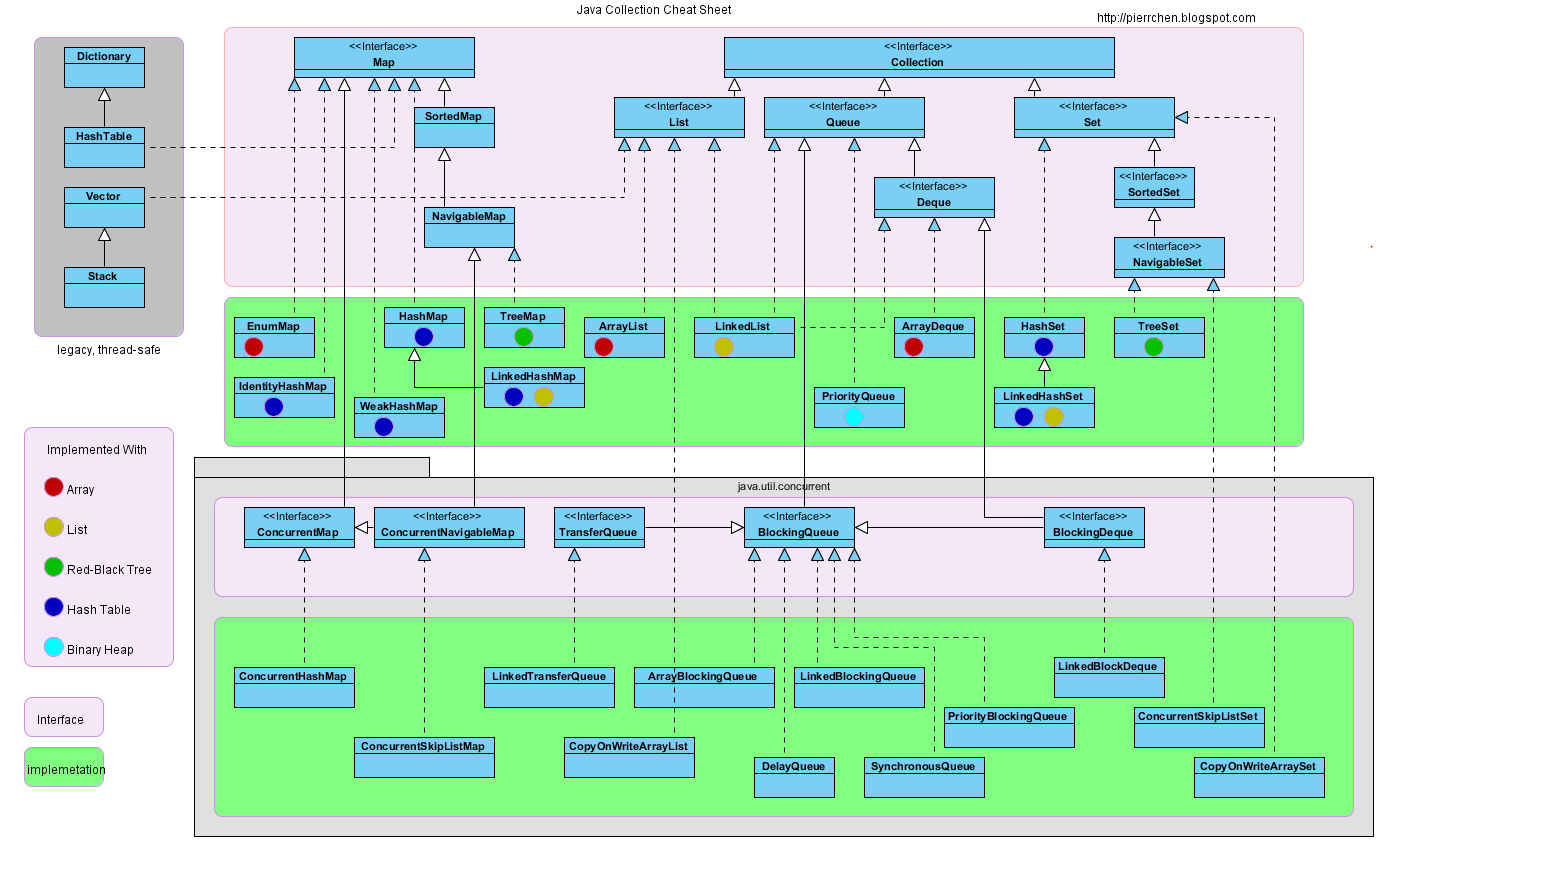 Java Collection Cheat Sheet
http://pierrchen.blogspot.com
Dictionary
HashTable
Vector
Stack
legacy, thread-safe
<<Interface>>
Map
<<Interface>>
Collection
SortedMap
<<Interface>>
List
<<Interface>>
Queue
<<Interface>>
Set
<<Interface>>
Deque
<<Interface>>
SortedSet
NavigableMap
<<Interface>>
NavigableSet
EnumMap
HashMap
TreeMap
ArrayList
LinkedList
ArrayDeque
HashSet
TreeSet
IdentityHashMap
WeakHashMap
LinkedHashMap
PriorityQueue
LinkedHashSet
Implemented With
Array
List
Red-Black Tree
Hash Table
Binary Heap
Interface
implemetation
java.util.concurrent
<<Interface>>
ConcurrentMap
<<Interface>>
ConcurrentNavigableMap
<<Interface>>
TransferQueue
<<Interface>>
BlockingQueue
<<Interface>>
BlockingDeque
ConcurrentHashMap
LinkedTransferQueue
ArrayBlockingQueue
LinkedBlockingQueue
LinkedBlockDeque
PriorityBlockingQueue
ConcurrentSkipListSet
ConcurrentSkipListMap
CopyOnWriteArrayList
DelayQueue
SynchronousQueue
CopyOnWriteArraySet